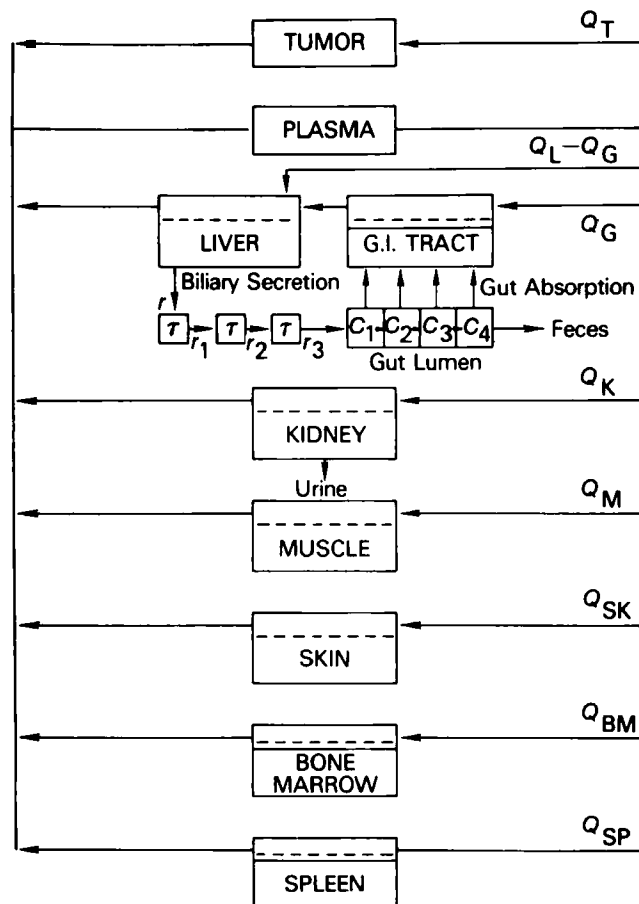 Q_T
TUMOR
PLASMA
Q_L–Q_G
LIVER
G.I. TRACT
Q_G
Biliary Secretion
Gut Absorption
r
τ
r_1
τ
r_2
τ
r_3
C_1
C_2
C_3
C_4
Feces
Gut Lumen
Q_K
KIDNEY
Urine
Q_M
MUSCLE
Q_SK
SKIN
Q_BM
BONE
MARROW
Q_SP
SPLEEN